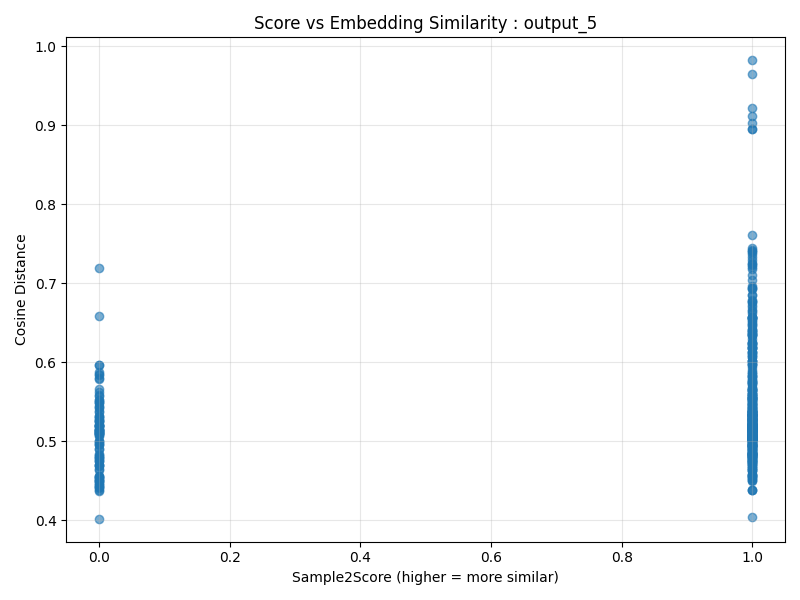 Score vs Embedding Similarity : output_5
Cosine Distance
1.0
0.9
0.8
0.7
0.6
0.5
0.4
0.0 0.2 0.4 0.6 0.8 1.0
Sample2Score (higher = more similar)